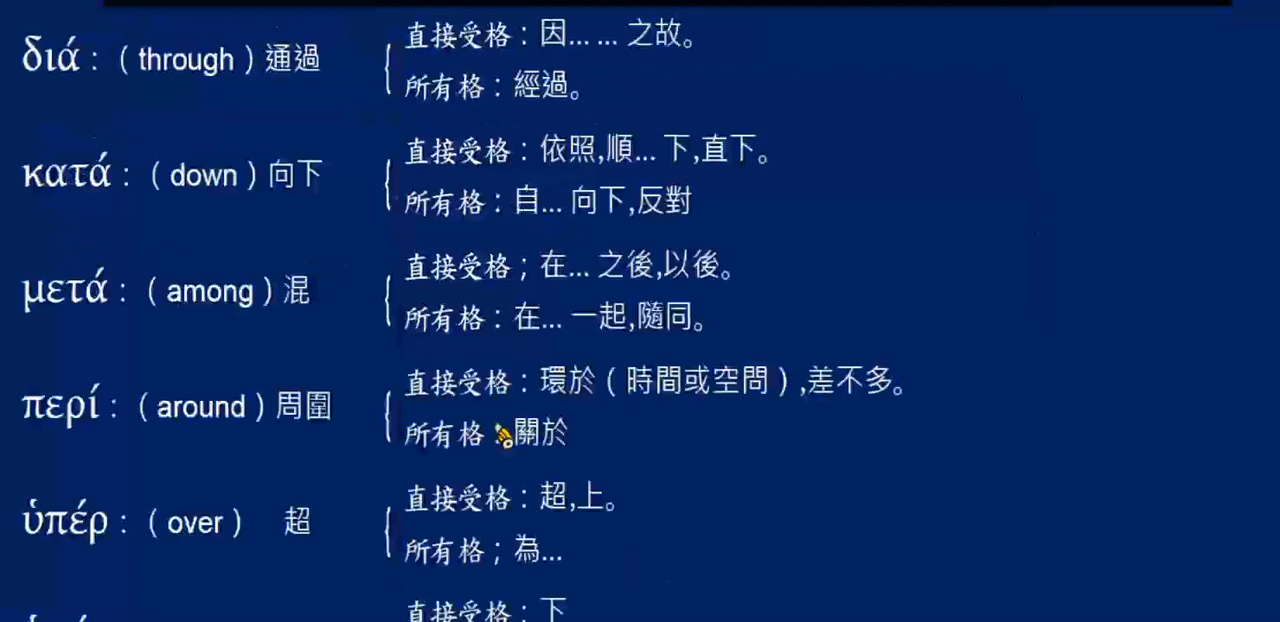 διά : ( through ) 通過
直接受格 : 因... ... 之故。
所有格 : 經過。
κατά : ( down ) 向下
直接受格 : 依照,順... 下,直下。
所有格 : 自... 向下,反對
μετά : ( among ) 混
直接受格 ; 在... 之後,以後。
所有格 : 在... 一起,隨同。
περί : ( around ) 周圍
直接受格 : 環於 ( 時間或空問 ) ,差不多。
所有格 關於
ὑπέρ : ( over ) 超
直接受格 : 超,上。
所有格 ; 為...
直接受格 : 下